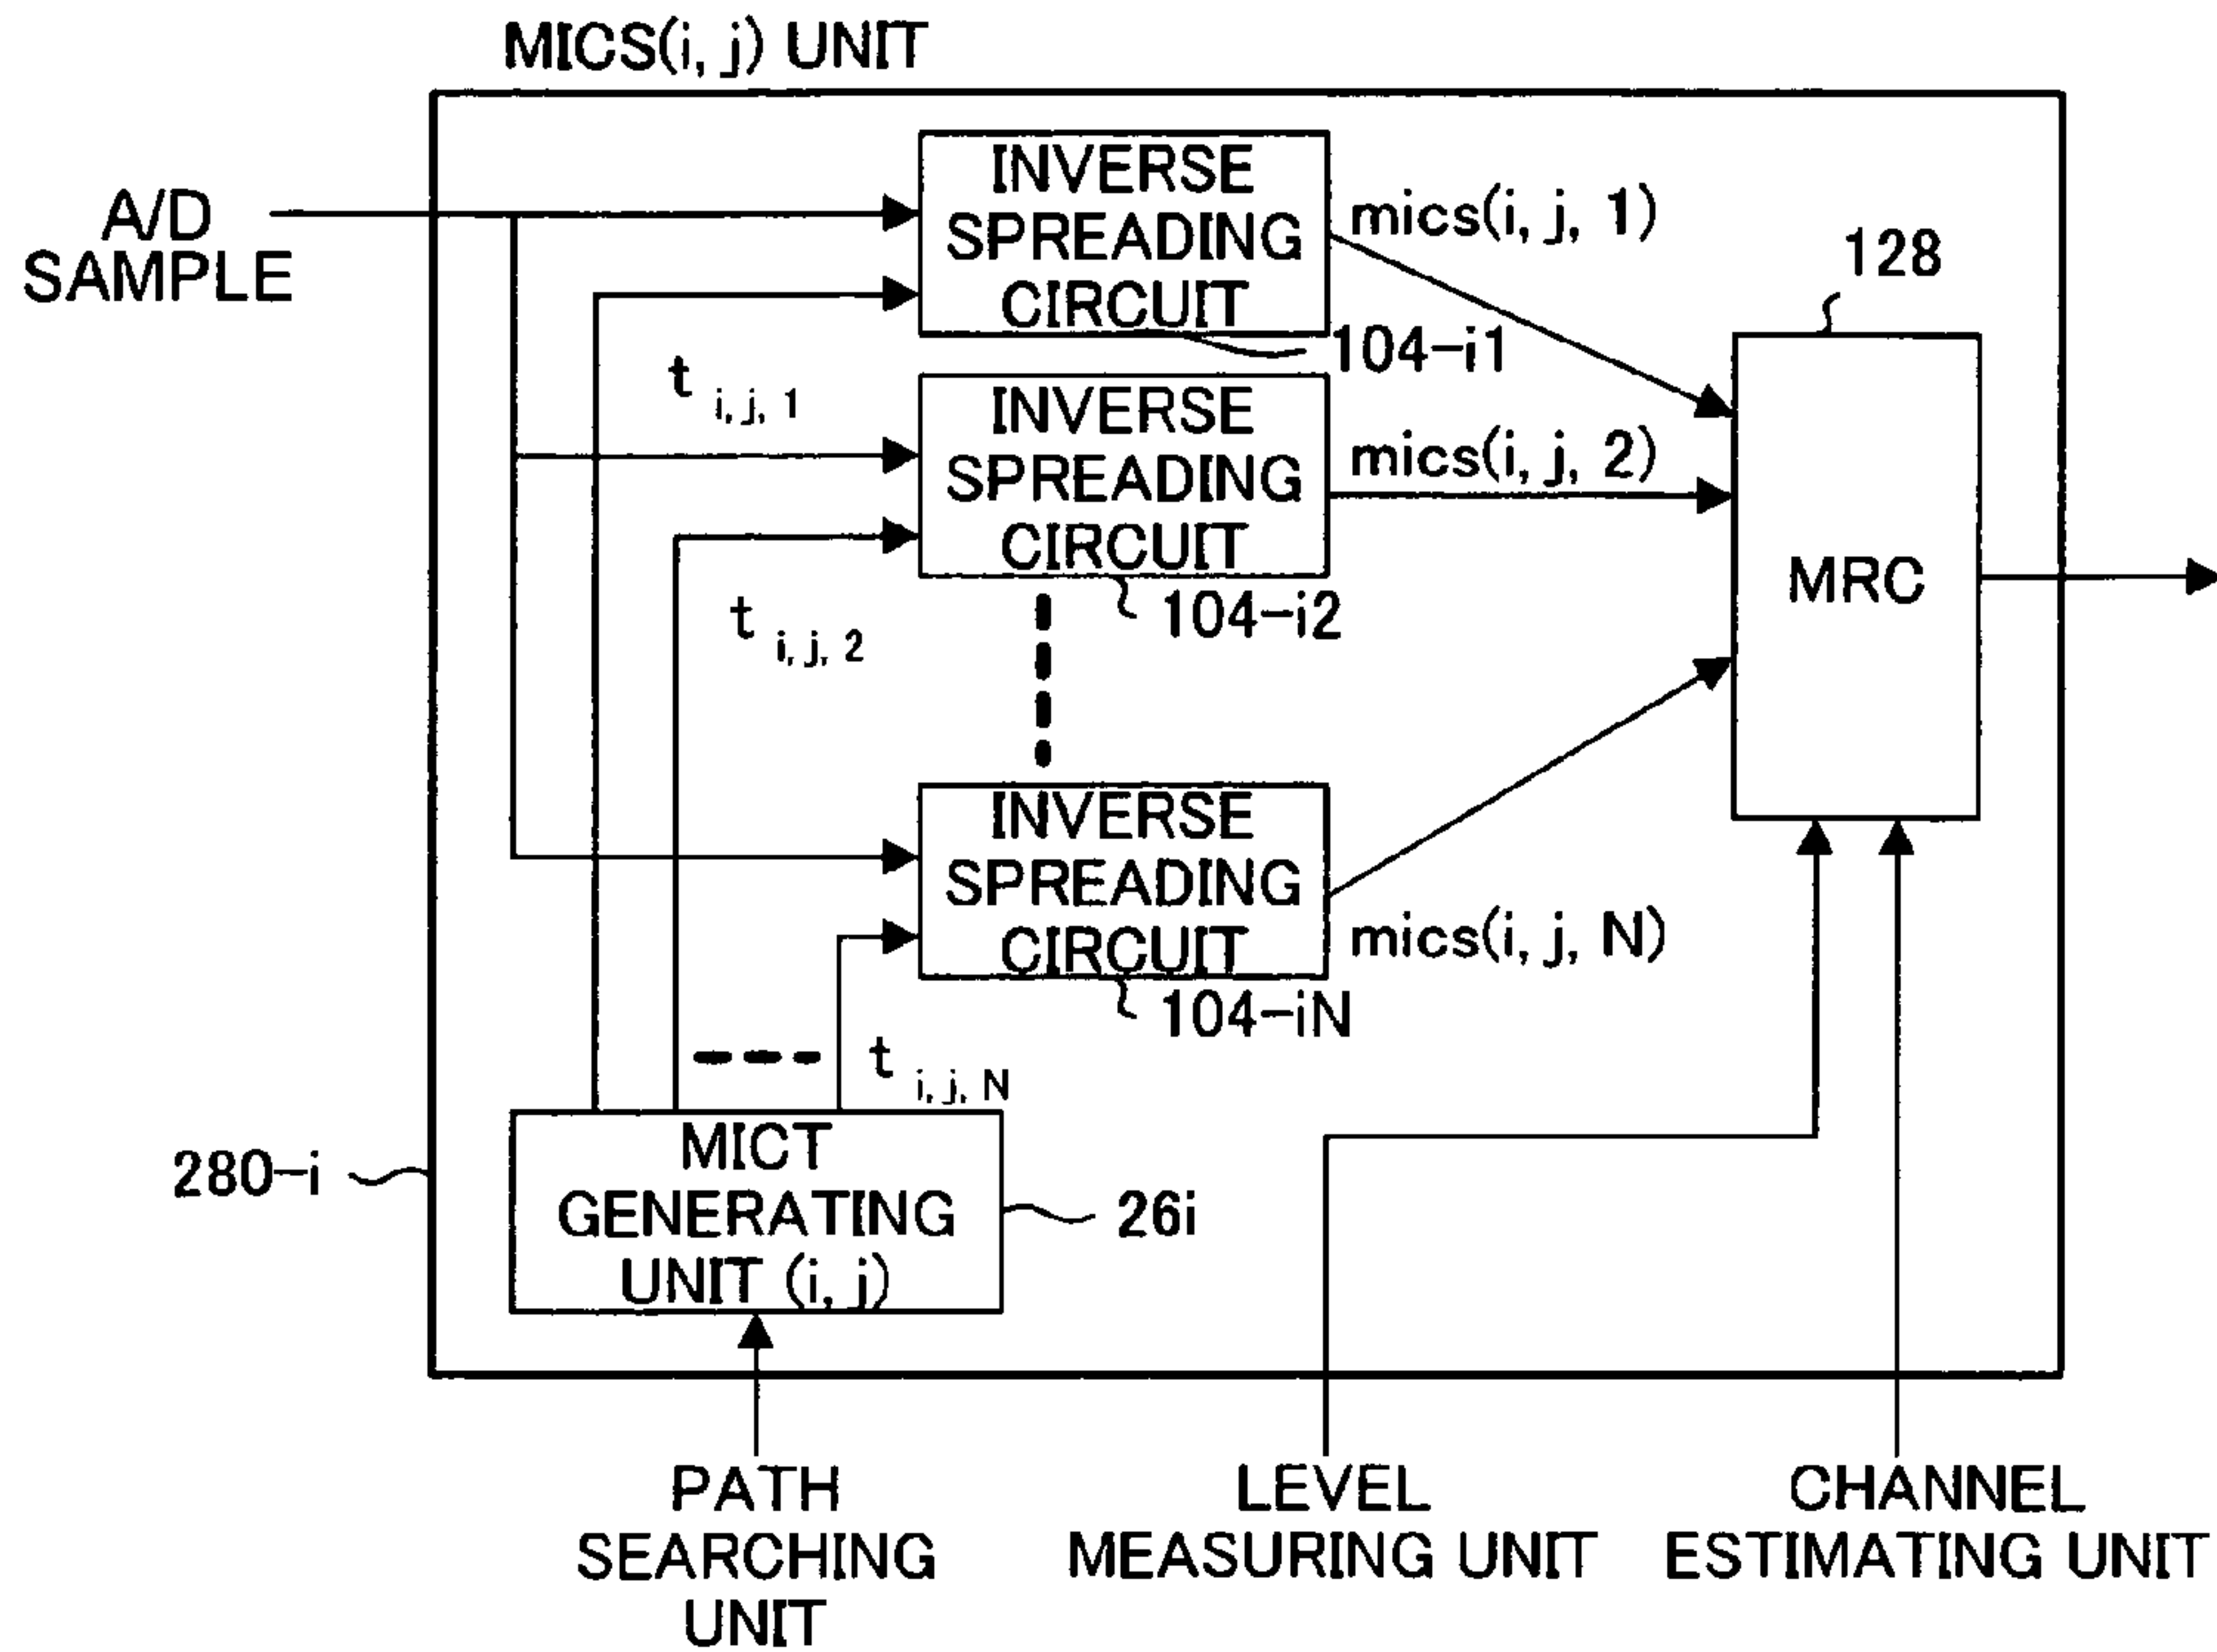 MICS(i, j) UNIT
A/D
SAMPLE
INVERSE
SPREADING
CIRCUIT
mics(i, j, 1)
104-i1
128
t i, j, 1
INVERSE
SPREADING
CIRCUIT
mics(i, j, 2)
104-i2
t i, j, 2
MRC
INVERSE
SPREADING
CIRCUIT
mics(i, j, N)
104-iN
t i, j, N
280-i
MICT
GENERATING
UNIT (i, j)
26i
PATH
SEARCHING
UNIT
LEVEL
MEASURING UNIT
CHANNEL
ESTIMATING UNIT